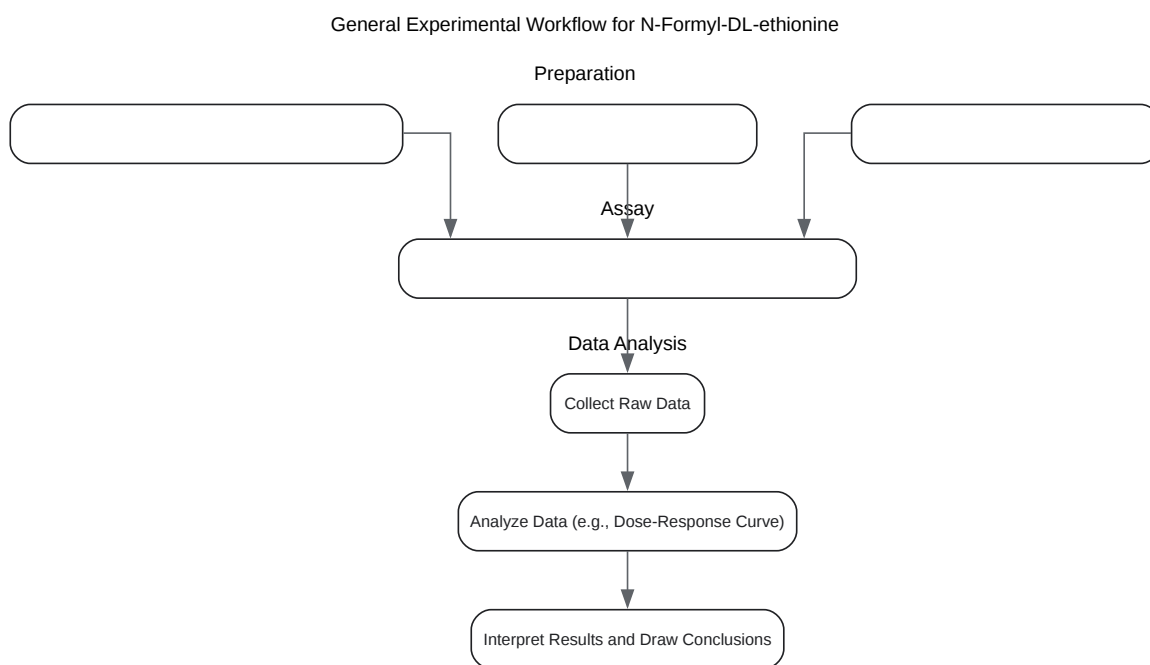 General Experimental Workflow for N-Formyl-DL-ethionine
Preparation
Assay
Data Analysis
Collect Raw Data
Analyze Data (e.g., Dose-Response Curve)
Interpret Results and Draw Conclusions